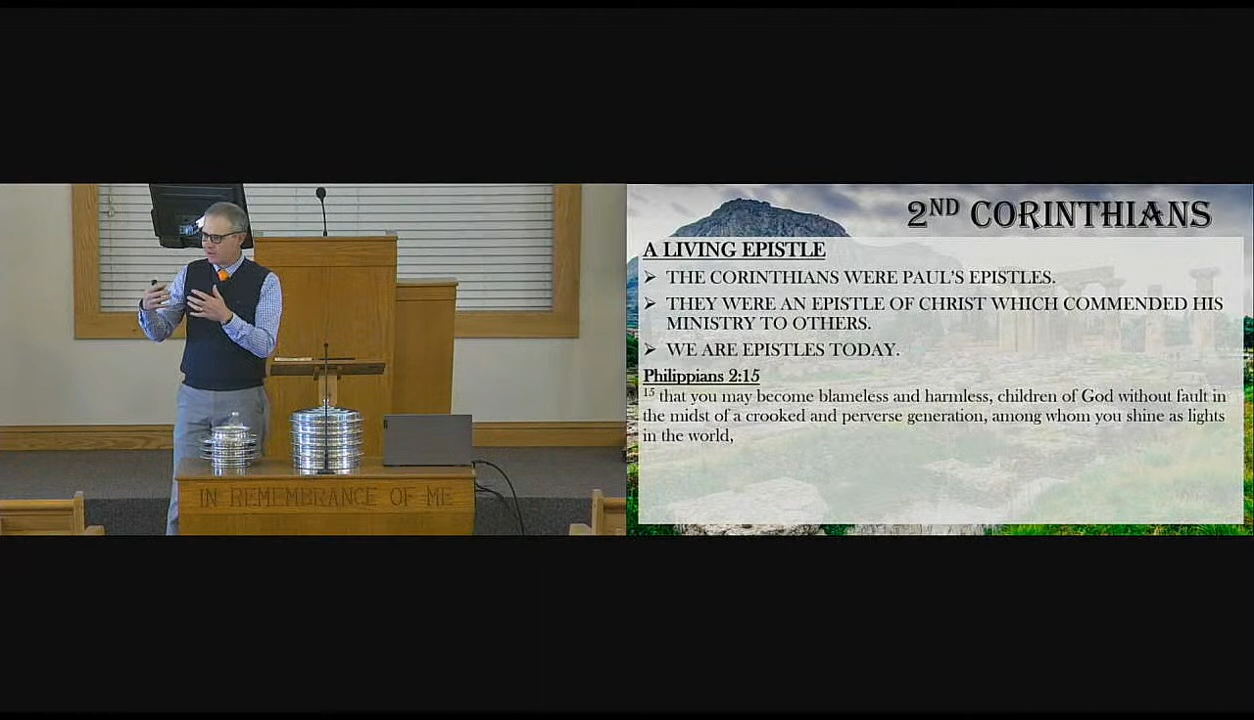 IN REMEMBRANCE OF ME
2ND CORINTHIANS
A LIVING EPISTLE
➢ THE CORINTHIANS WERE PAUL'S EPISTLES.
➢ THEY WERE AN EPISTLE OF CHRIST WHICH COMMENDED HIS
MINISTRY TO OTHERS.
➢ WE ARE EPISTLES TODAY.
Philippians 2:15
15 that you may become blameless and harmless, children of God without fault in
the midst of a crooked and perverse generation, among whom you shine as lights
in the world,